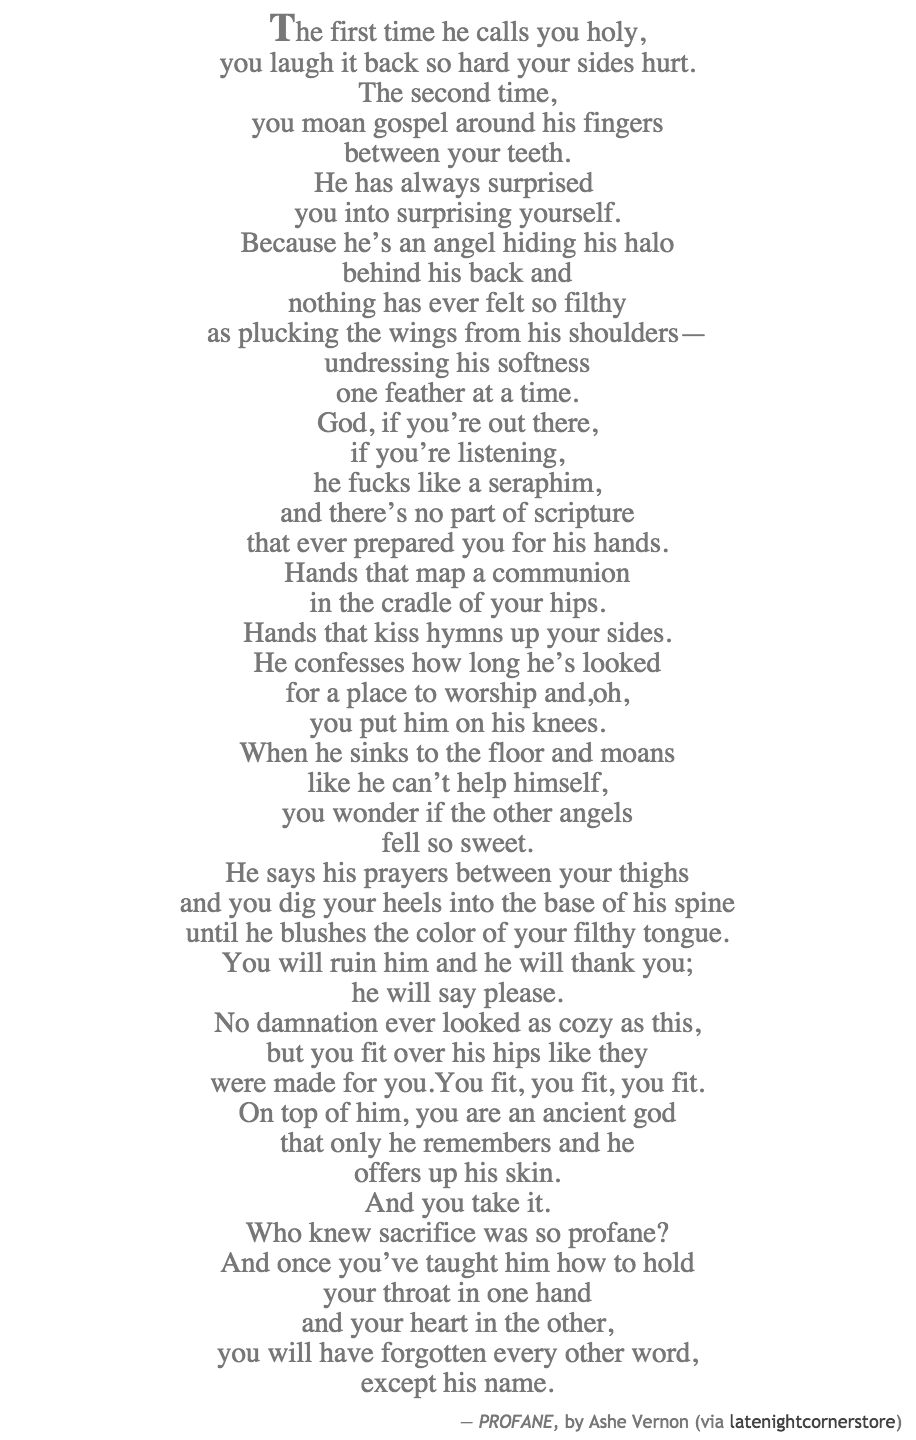 The first time he calls you holy,
you laugh it back so hard your sides hurt.
The second time,
you moan gospel around his fingers
between your teeth.
He has always surprised
you into surprising yourself.
Because he’s an angel hiding his halo
behind his back and
nothing has ever felt so filthy
as plucking the wings from his shoulders—
undressing his softness
one feather at a time.
God, if you’re out there,
if you’re listening,
he fucks like a seraphim,
and there’s no part of scripture
that ever prepared you for his hands.
Hands that map a communion
in the cradle of your hips.
Hands that kiss hymns up your sides.
He confesses how long he’s looked
for a place to worship and,oh,
you put him on his knees.
When he sinks to the floor and moans
like he can’t help himself,
you wonder if the other angels
fell so sweet.
He says his prayers between your thighs
and you dig your heels into the base of his spine
until he blushes the color of your filthy tongue.
You will ruin him and he will thank you;
he will say please.
No damnation ever looked as cozy as this,
but you fit over his hips like they
were made for you.You fit, you fit, you fit.
On top of him, you are an ancient god
that only he remembers and he
offers up his skin.
And you take it.
Who knew sacrifice was so profane?
And once you’ve taught him how to hold
your throat in one hand
and your heart in the other,
you will have forgotten every other word,
except his name.
— PROFANE, by Ashe Vernon (via latenightcornerstore)